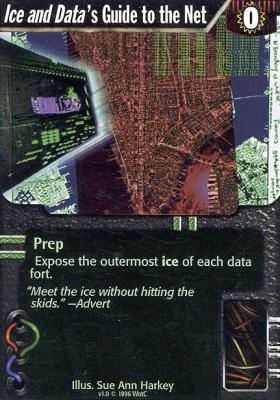 Ice and Data's Guide to the Net
0
Prep
Expose the outermost ice of each data
fort.
"Meet the ice without hitting the
skids." —Advert
Illus. Sue Ann Harkey
v1.0 © 1996 WotC